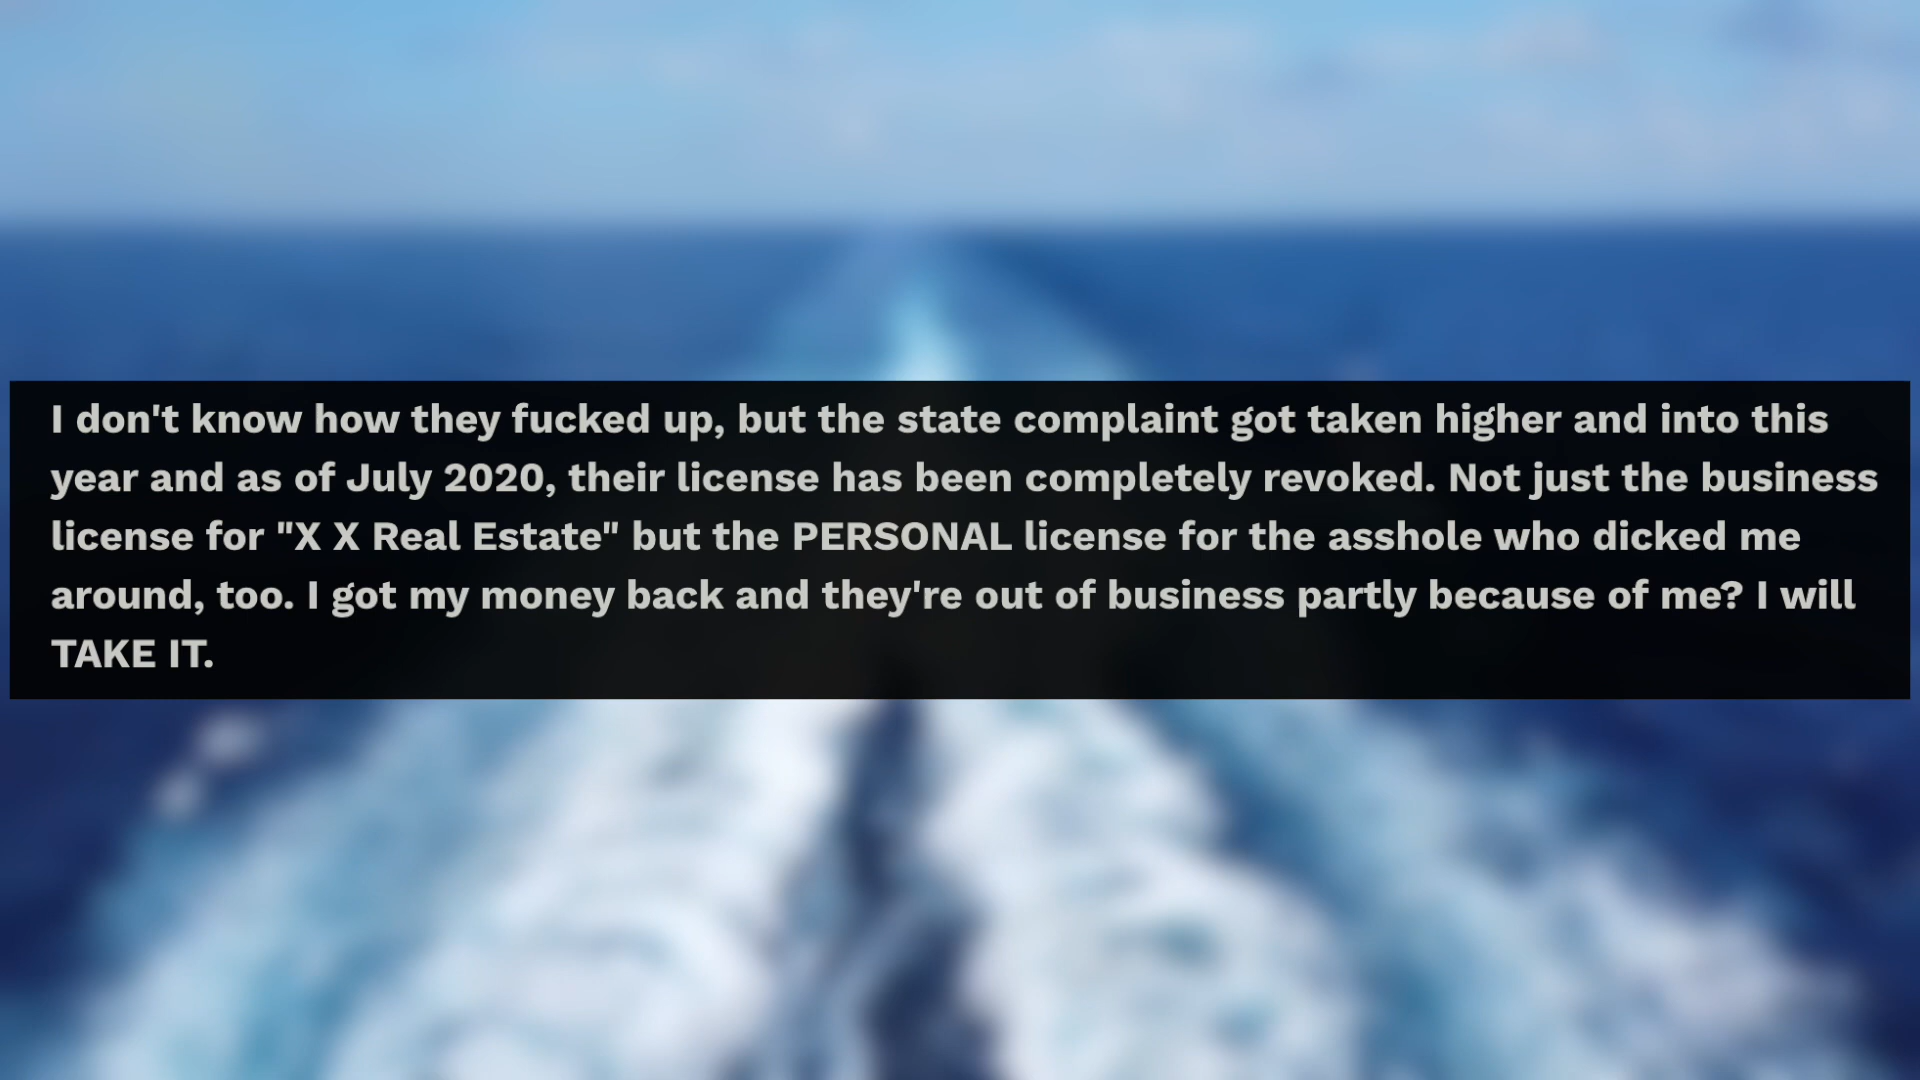 I don't know how they fucked up, but the state complaint got taken higher and into this
year and as of July 2020, their license has been completely revoked. Not just the business
license for "X X Real Estate" but the PERSONAL license for the asshole who dicked me
around, too. I got my money back and they're out of business partly because of me? I will
TAKE IT.